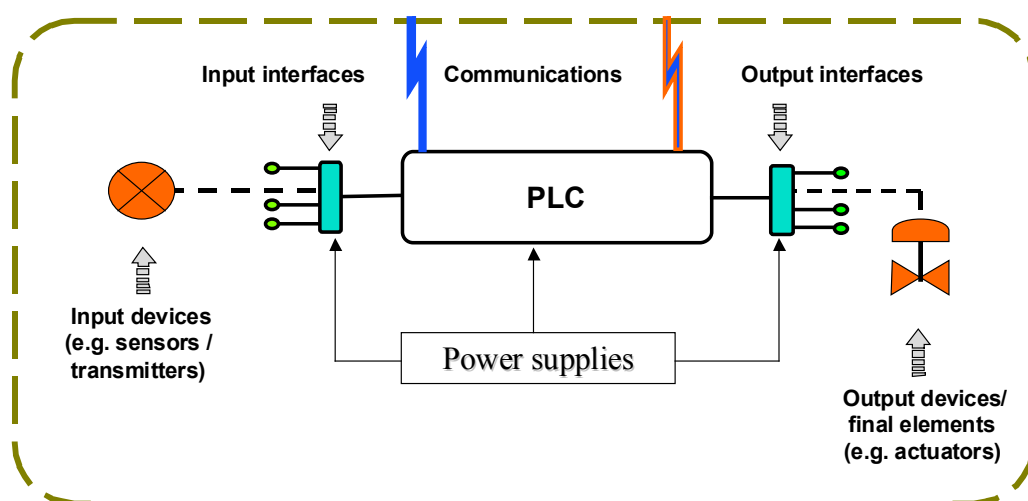 Input interfaces
Communications
Output interfaces
PLC
Input devices
(e.g. sensors /
transmitters)
Power supplies
Output devices/
final elements
(e.g. actuators)